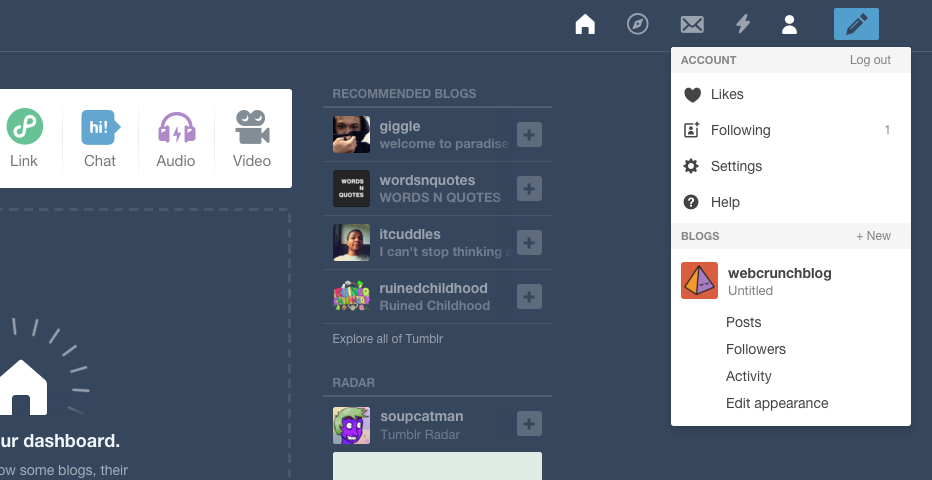 ACCOUNT Log out
Likes
Following 1
Settings
Help
BLOGS + New
webcrunchblog
Untitled
Posts
Followers
Activity
Edit appearance
hi!
Link Chat Audio Video
ur dashboard.
ow some blogs, their
RECOMMENDED BLOGS
giggle
welcome to paradise
WORDS
N
QUOTES
wordsnquotes
WORDS N QUOTES
itcuddles
I can't stop thinking a
ruinedchildhood
Ruined Childhood
Explore all of Tumblr
RADAR
soupcatman
Tumblr Radar